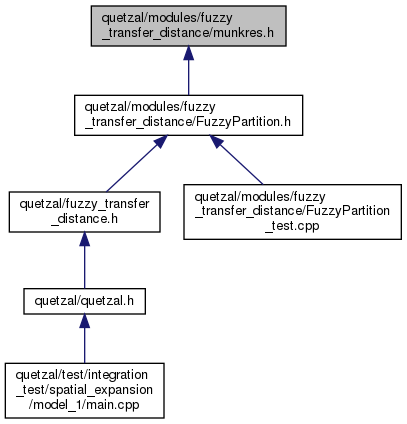 quetzal/modules/fuzzy
_transfer_distance/munkres.h
quetzal/modules/fuzzy
_transfer_distance/FuzzyPartition.h
quetzal/fuzzy_transfer
_distance.h
quetzal/modules/fuzzy
_transfer_distance/FuzzyPartition
_test.cpp
quetzal/quetzal.h
quetzal/test/integration
_test/spatial_expansion
/model_1/main.cpp